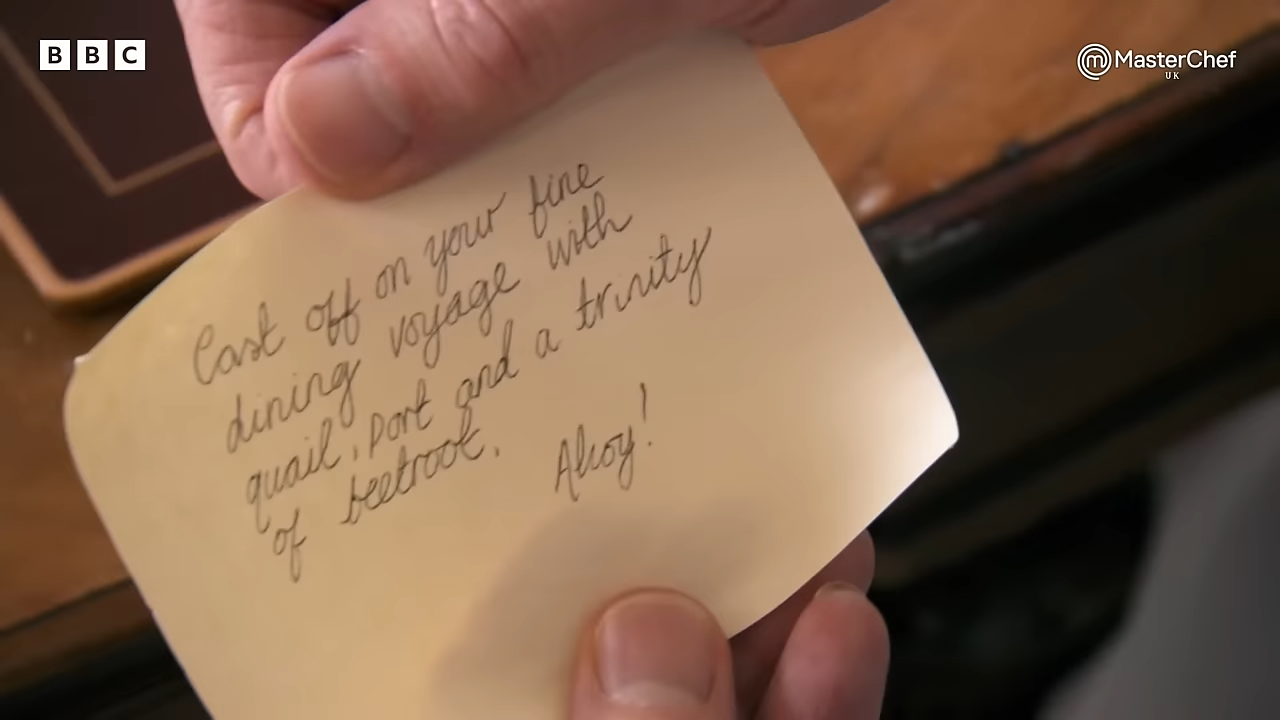 BBC
MasterChef
UK
Cast off on your fine
dining voyage with
quail, port and a trinity
of beetroot.
Ahoy!